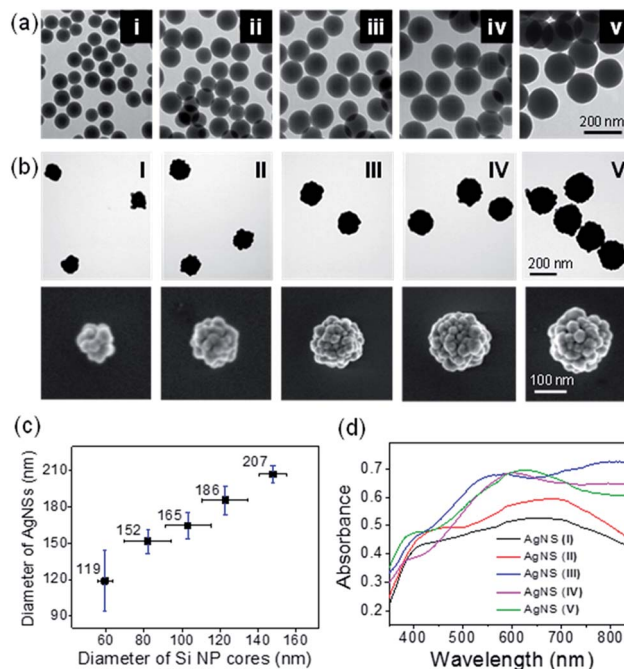 (a)
i ii iii iv v
200 nm
(b)
I II III IV V
200 nm
100 nm
(c)
Diameter of AgNSs (nm)
210
180
150
120
90
119
152
165
186
207
60 80 100 120 140 160
Diameter of Si NP cores (nm)
(d)
Absorbance
0.7
0.6
0.5
0.4
0.3
0.2
AgNS (I)
AgNS (II)
AgNS (III)
AgNS (IV)
AgNS (V)
400 500 600 700 800
Wavelength (nm)